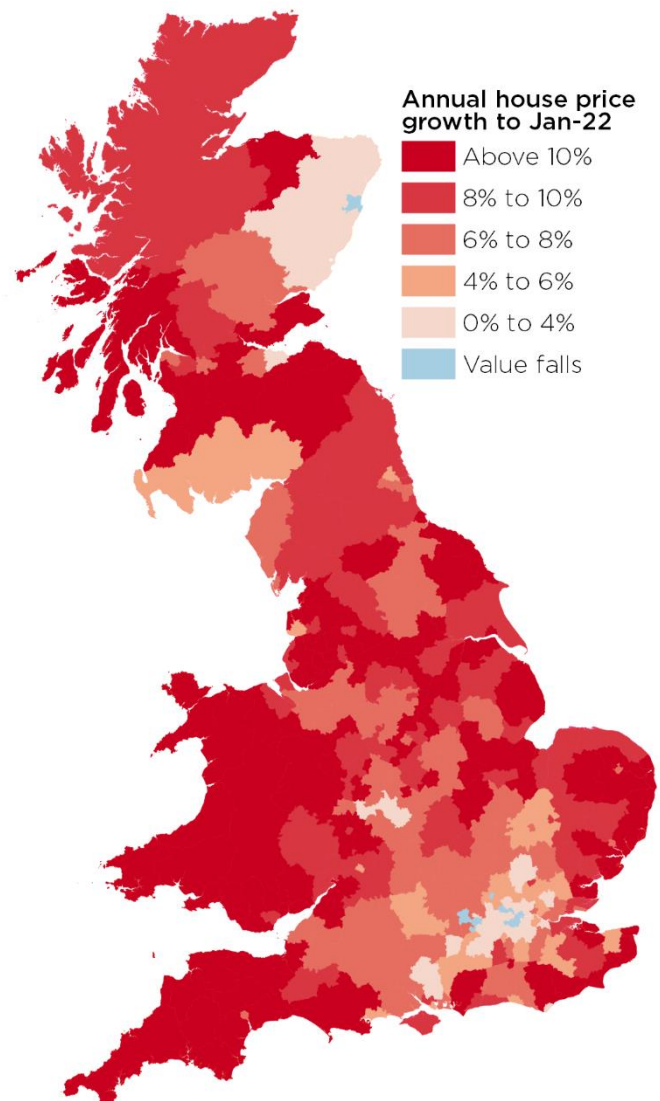 Annual house price
growth to Jan-22
Above 10%
8% to 10%
6% to 8%
4% to 6%
0% to 4%
Value falls